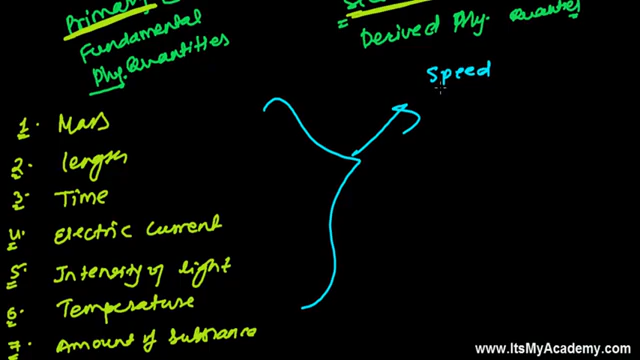 Primary
Fundamental
Phy. Quantities
Derived Phy. Quantities
Speed
1. Mass
2. length
3. Time
4. Electric current
5. Intensity of light
6. Temperature
7. Amount of Substance
www.ItsMyAcademy.com